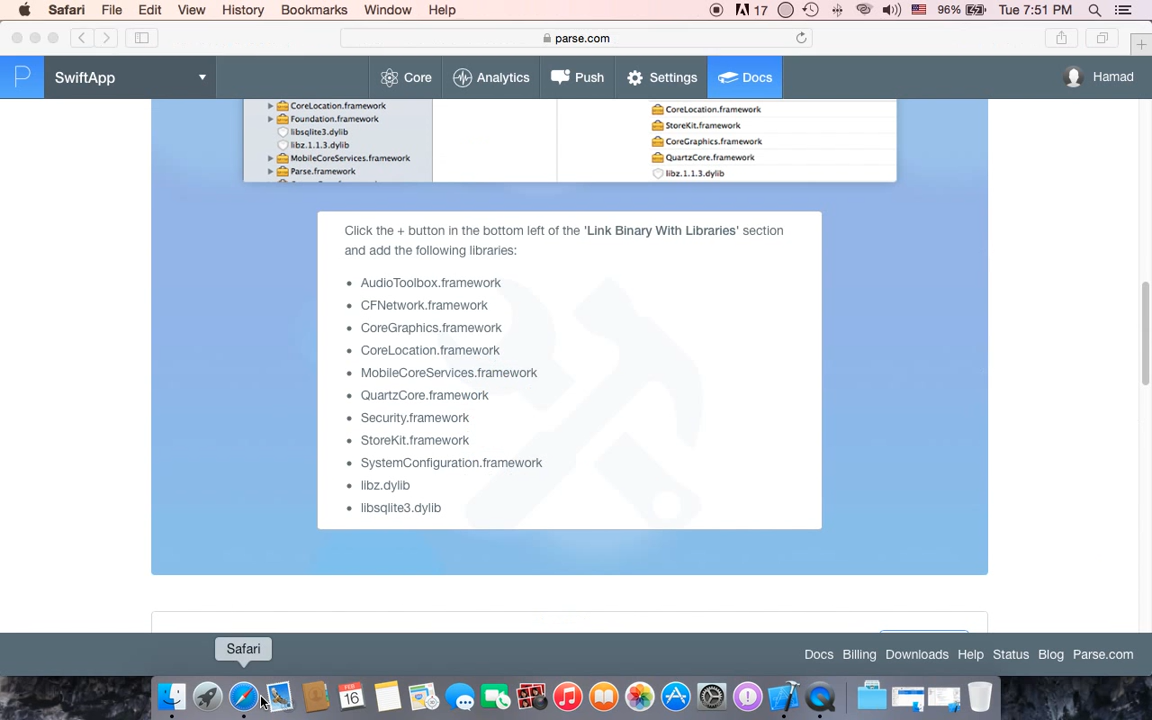 Safari File Edit View History Bookmarks Window Help 17 96% Tue 7:51 PM
parse.com
P SwiftApp Core Analytics Push Settings Docs Hamad
CoreLocation.framework
Foundation.framework
libsqlite3.dylib
libz.1.1.3.dylib
MobileCoreServices.framework
Parse.framework
CoreLocation.framework
StoreKit.framework
CoreGraphics.framework
QuartzCore.framework
libz.1.1.3.dylib
Click the + button in the bottom left of the 'Link Binary With Libraries' section
and add the following libraries:
• AudioToolbox.framework
• CFNetwork.framework
• CoreGraphics.framework
• CoreLocation.framework
• MobileCoreServices.framework
• QuartzCore.framework
• Security.framework
• StoreKit.framework
• SystemConfiguration.framework
• libz.dylib
• libsqlite3.dylib
Safari
Docs Billing Downloads Help Status Blog Parse.com
FEB
16